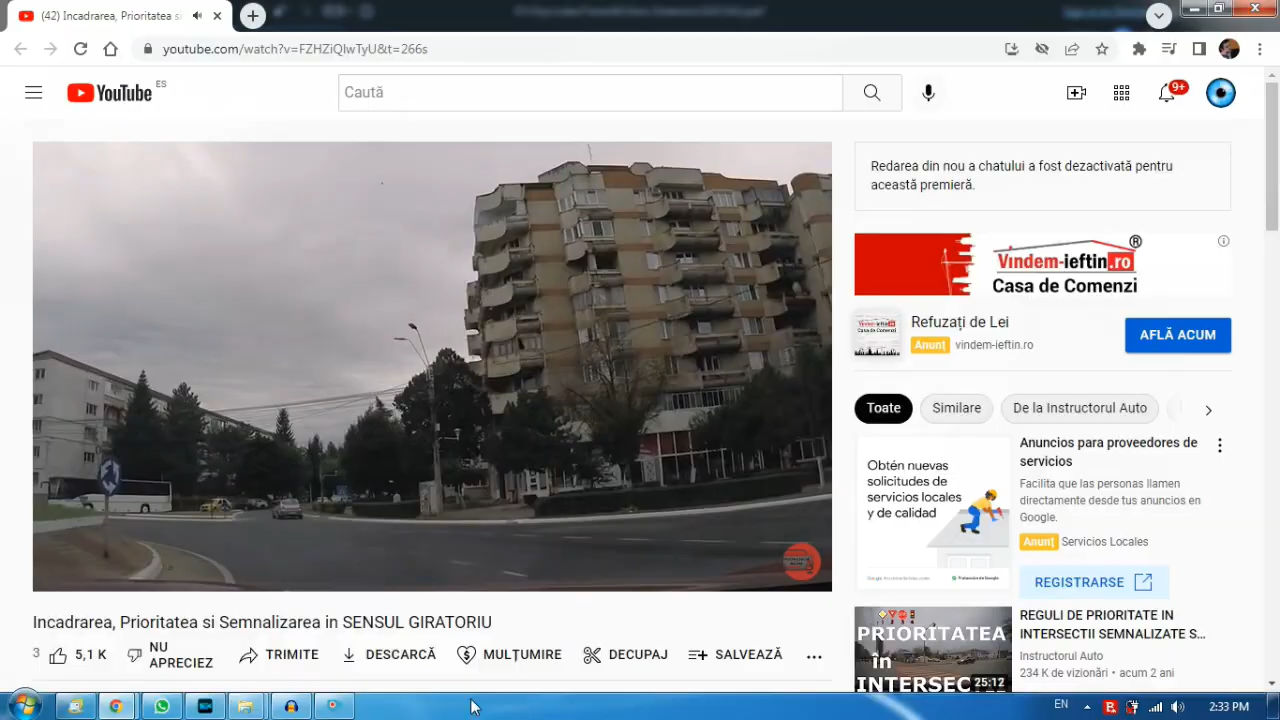 (42) Incadrarea, Prioritatea s
youtube.com/watch?v=FZHZiQlwTyU&t=266s
YouTube ES
Caută
9+
Redarea din nou a chatului a fost dezactivată pentru
această premieră.
Vindem-ieftin.ro ®
Casa de Comenzi
Refuzați de Lei
Anunț vindem-ieftin.ro
AFLĂ ACUM
Toate
Similare
De la Instructorul Auto
Obtén nuevas
solicitudes de
servicios locales
y de calidad
Anuncios para proveedores de
servicios
Facilita que las personas llamen
directamente desde tus anuncios en
Google.
Anunț Servicios Locales
REGISTRARSE
Incadrarea, Prioritatea si Semnalizarea in SENSUL GIRATORIU
3
5,1 K
NU
APRECIEZ
TRIMITE
DESCARCĂ
MULȚUMIRE
DECUPAJ
SALVEAZĂ
PRIORITATEA
în
INTERSECȚII
25:12
REGULI DE PRIORITATE IN
INTERSECTII SEMNALIZATE S...
Instructorul Auto
234 K de vizionări • acum 2 ani
EN
2:33 PM